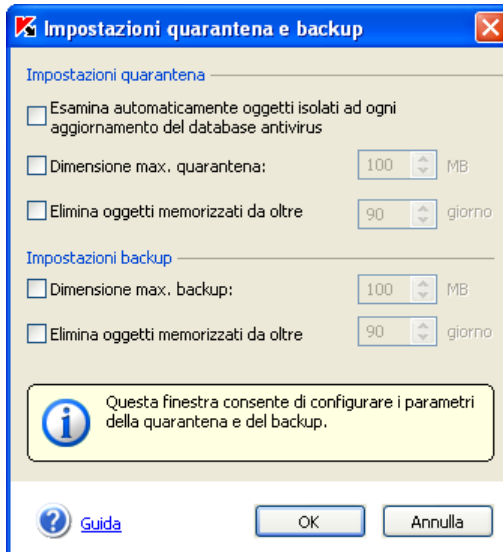 Impostazioni quarantena e backup
Impostazioni quarantena
Esamina automaticamente oggetti isolati ad ogni
aggiornamento del database antivirus
Dimensione max. quarantena: 100 MB
Elimina oggetti memorizzati da oltre 90 giorno
Impostazioni backup
Dimensione max. backup: 100 MB
Elimina oggetti memorizzati da oltre 90 giorno
Questa finestra consente di configurare i parametri
della quarantena e del backup.
Guida OK Annulla